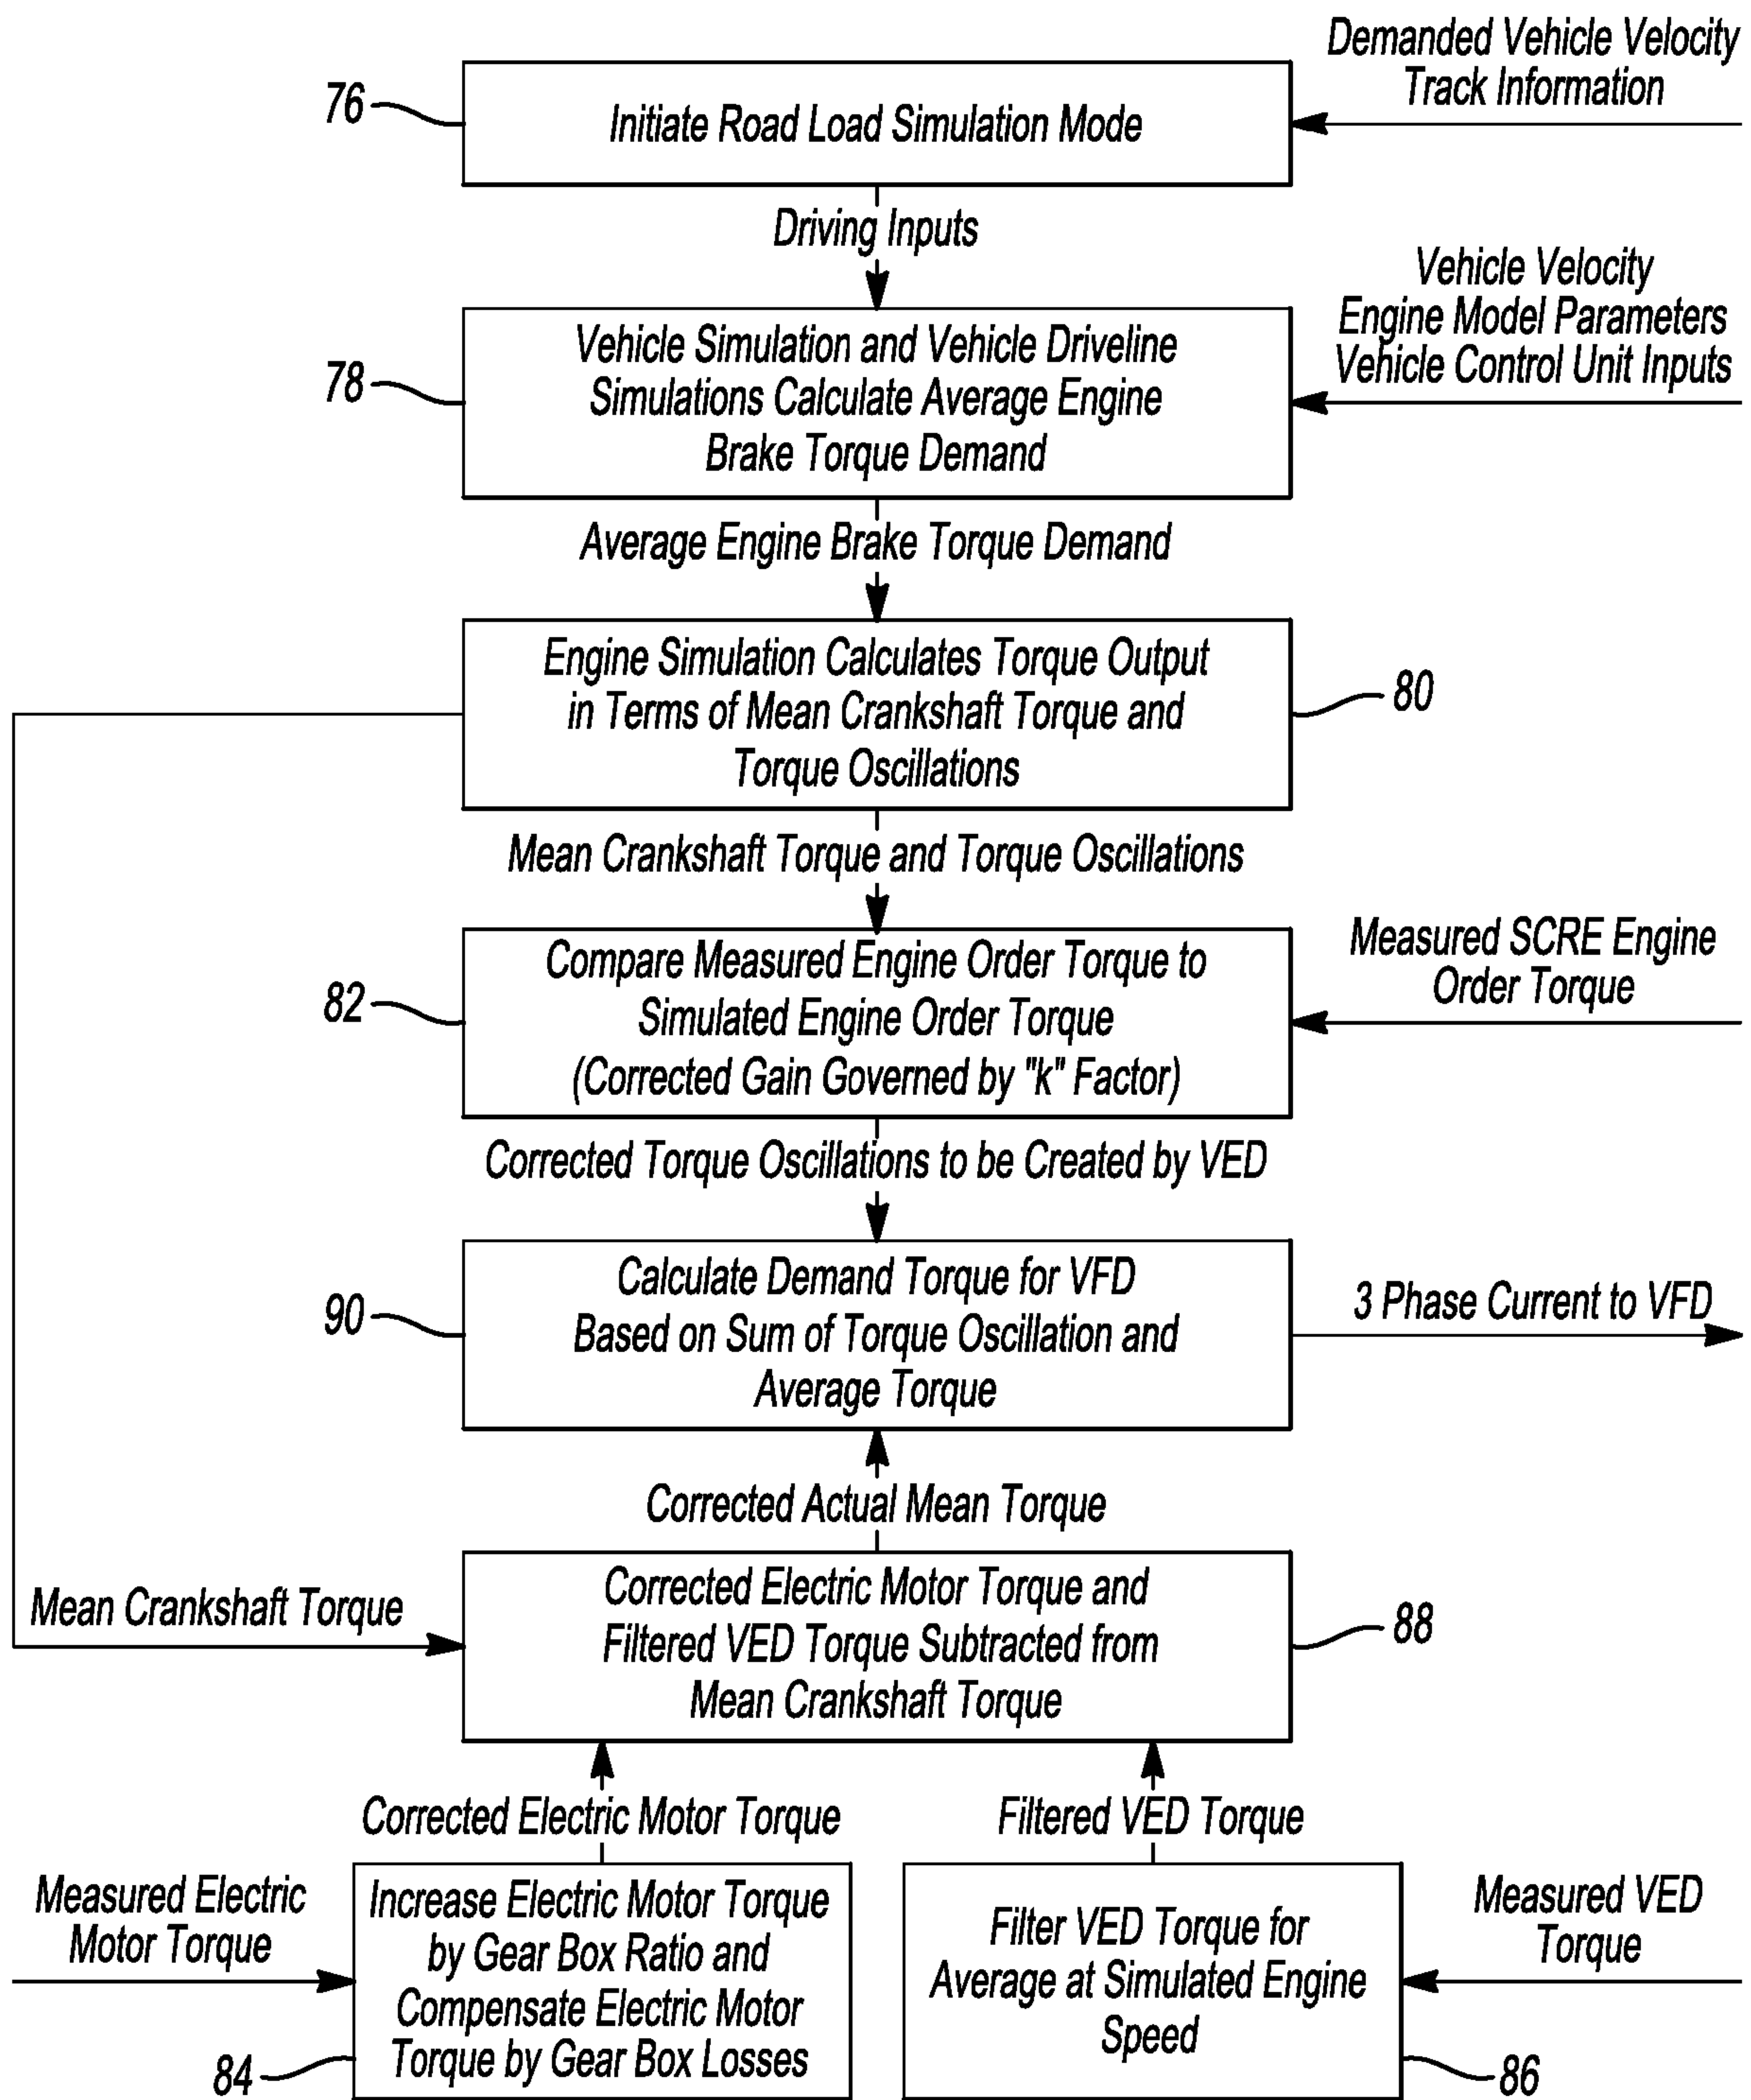 Demanded Vehicle Velocity
Track Information
76
Initiate Road Load Simulation Mode
Driving Inputs
Vehicle Velocity
Engine Model Parameters
Vehicle Control Unit Inputs
78
Vehicle Simulation and Vehicle Driveline
Simulations Calculate Average Engine
Brake Torque Demand
Average Engine Brake Torque Demand
Engine Simulation Calculates Torque Output
in Terms of Mean Crankshaft Torque and
Torque Oscillations
80
Mean Crankshaft Torque and Torque Oscillations
82
Compare Measured Engine Order Torque to
Simulated Engine Order Torque
(Corrected Gain Governed by "k" Factor)
Measured SCRE Engine
Order Torque
Corrected Torque Oscillations to be Created by VED
90
Calculate Demand Torque for VFD
Based on Sum of Torque Oscillation and
Average Torque
3 Phase Current to VFD
Corrected Actual Mean Torque
Mean Crankshaft Torque
Corrected Electric Motor Torque and
Filtered VED Torque Subtracted from
Mean Crankshaft Torque
88
Corrected Electric Motor Torque
Filtered VED Torque
Measured Electric
Motor Torque
Increase Electric Motor Torque
by Gear Box Ratio and
Compensate Electric Motor
Torque by Gear Box Losses
84
Filter VED Torque for
Average at Simulated Engine
Speed
Measured VED
Torque
86